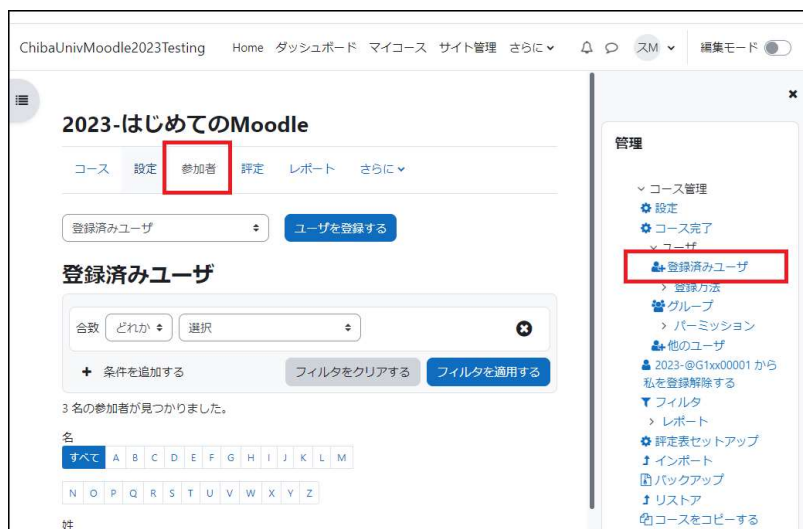 ChibaUnivMoodle2023Testing Home ダッシュボード マイコース サイト管理 さらに スM 編集モード
2023-はじめてのMoodle
コース 設定 参加者 評定 レポート さらに
登録済みユーザ ユーザを登録する
登録済みユーザ
合致 どれか 選択
条件を追加する フィルタをクリアする フィルタを適用する
3 名の参加者が見つかりました。
名
すべて A B C D E F G H I J K L M
N O P Q R S T U V W X Y Z
姓
管理
コース管理
設定
コース完了
ユーザ
登録済みユーザ
登録方法
グループ
パーミッション
他のユーザ
2023-@G1xx00001 から
私を登録解除する
フィルタ
レポート
評定表セットアップ
インポート
バックアップ
リストア
コースをコピーする